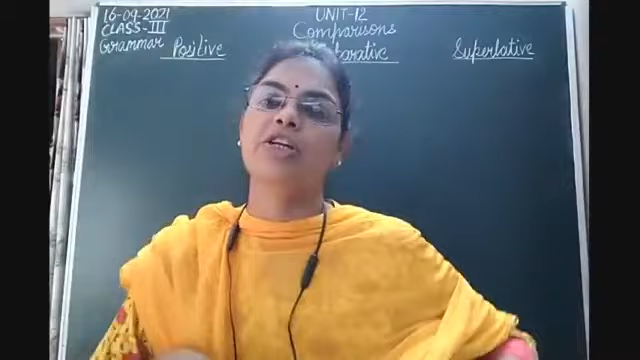 16-09-2021
CLASS-III
Grammar
UNIT-12
Comparisons
Positive
Superlative